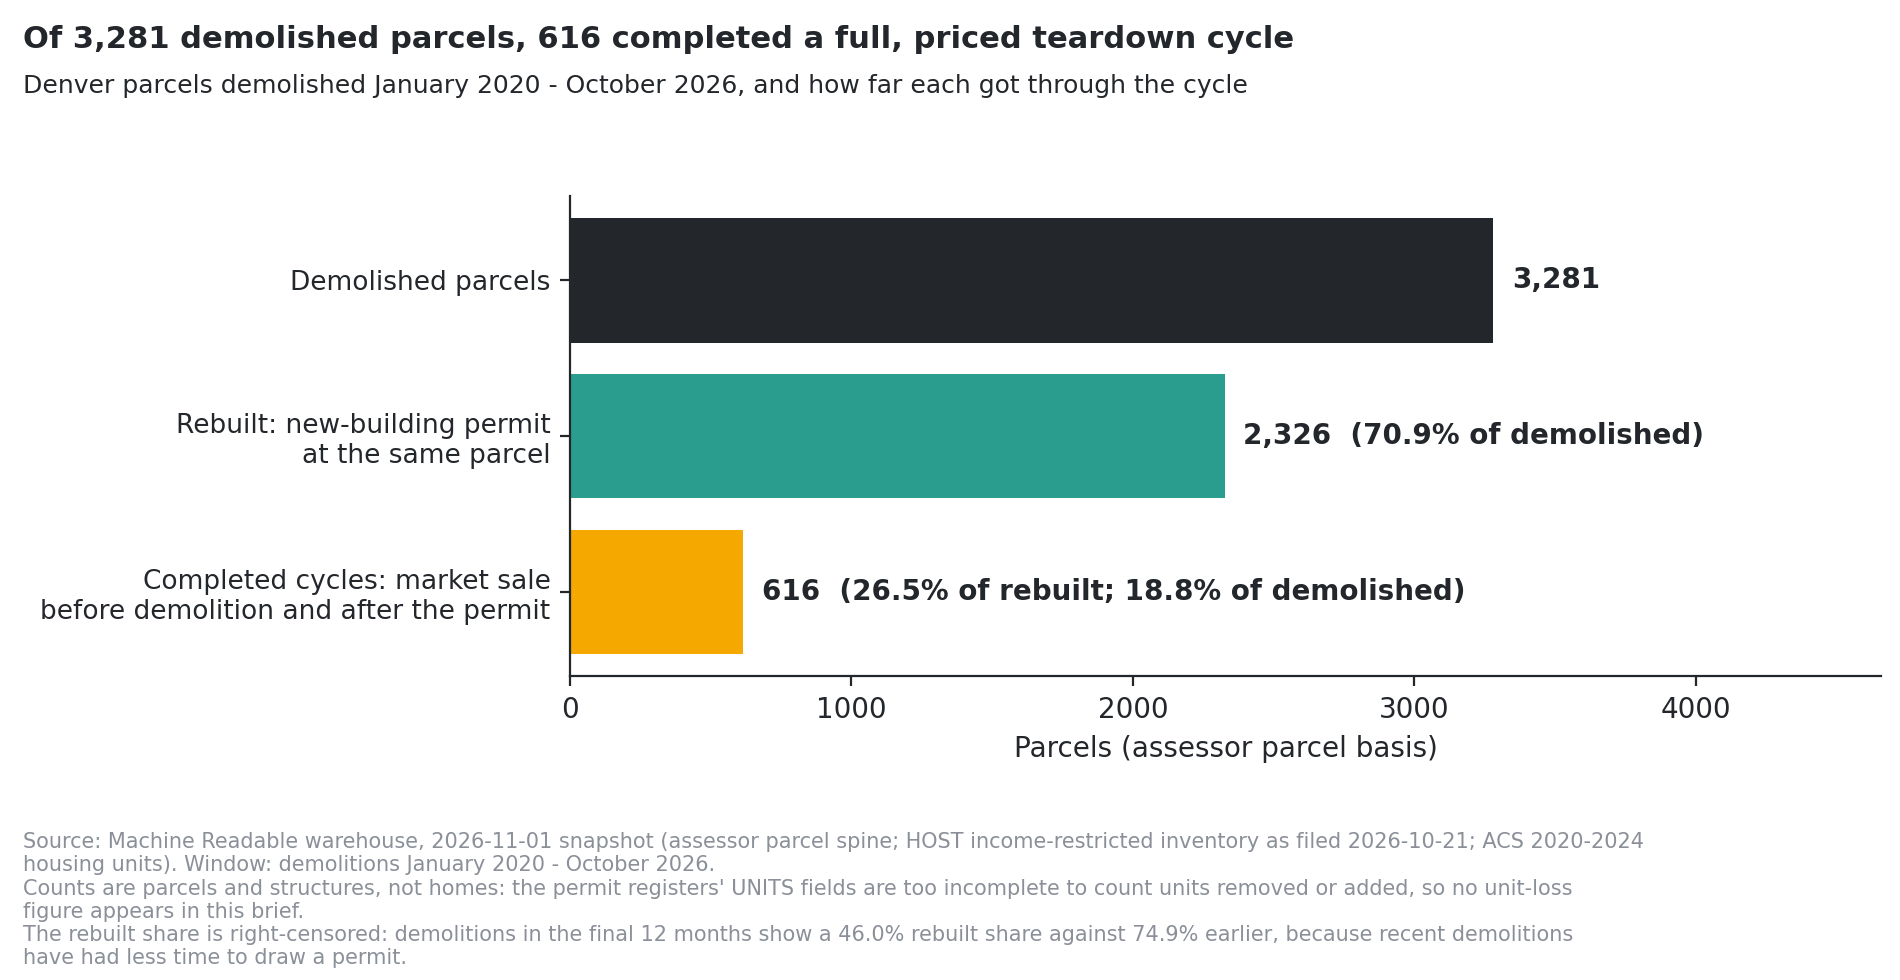 Of 3,281 demolished parcels, 616 completed a full, priced teardown cycle
Denver parcels demolished January 2020 - October 2026, and how far each got through the cycle
Demolished parcels
3,281
Rebuilt: new-building permit
at the same parcel
2,326 (70.9% of demolished)
Completed cycles: market sale
before demolition and after the permit
616 (26.5% of rebuilt; 18.8% of demolished)
0 1000 2000 3000 4000
Parcels (assessor parcel basis)
Source: Machine Readable warehouse, 2026-11-01 snapshot (assessor parcel spine; HOST income-restricted inventory as filed 2026-10-21; ACS 2020-2024
housing units). Window: demolitions January 2020 - October 2026.
Counts are parcels and structures, not homes: the permit registers' UNITS fields are too incomplete to count units removed or added, so no unit-loss
figure appears in this brief.
The rebuilt share is right-censored: demolitions in the final 12 months show a 46.0% rebuilt share against 74.9% earlier, because recent demolitions
have had less time to draw a permit.